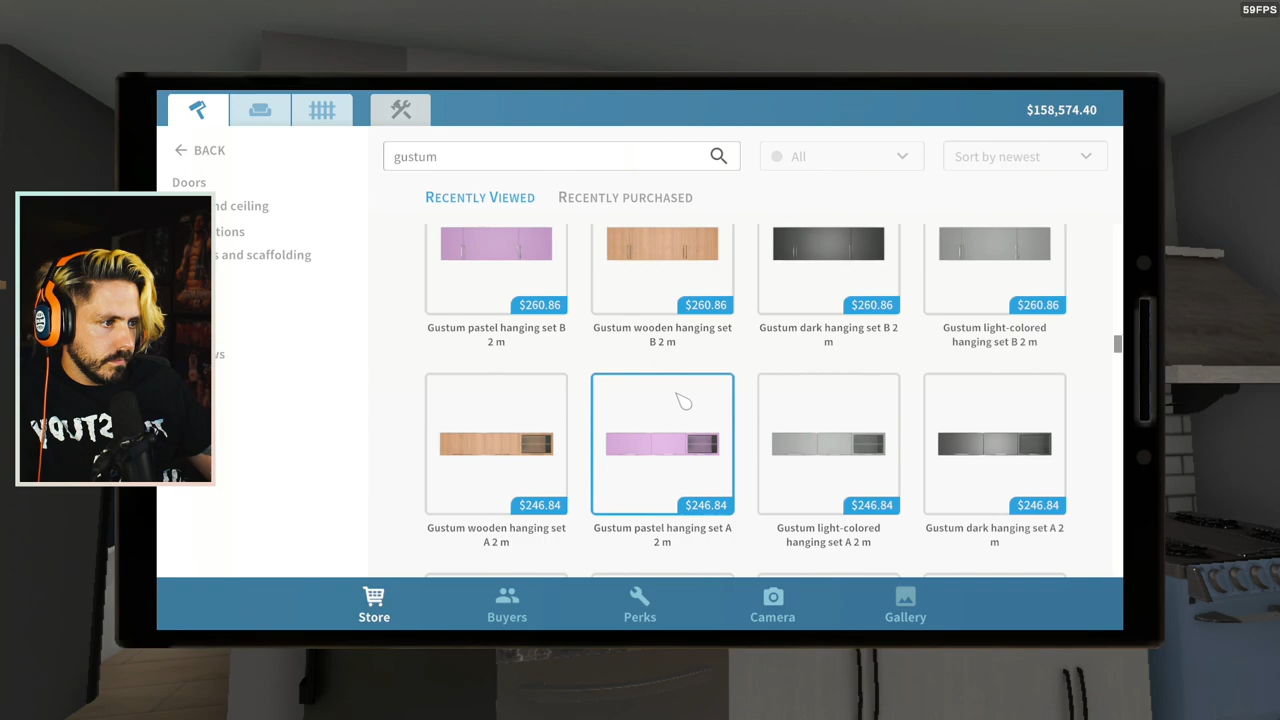 59FPS
$158,574.40
BACK
gustum
All
Sort by newest
Doors
nd ceiling
tions
s and scaffolding
ws
RECENTLY VIEWED
RECENTLY PURCHASED
$260.86
$260.86
$260.86
$260.86
Gustum pastel hanging set B
2 m
Gustum wooden hanging set
B 2 m
Gustum dark hanging set B 2
m
Gustum light-colored
hanging set B 2 m
$246.84
$246.84
$246.84
$246.84
Gustum wooden hanging set
A 2 m
Gustum pastel hanging set A
2 m
Gustum light-colored
hanging set A 2 m
Gustum dark hanging set A 2
m
Store
Buyers
Perks
Camera
Gallery